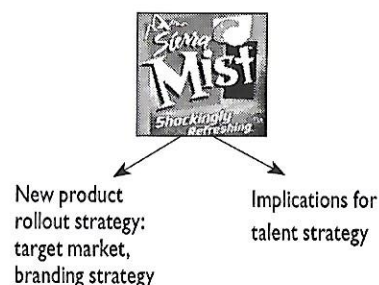 Sierra
Mist
Shockingly
Refreshing
New product
rollout strategy:
target market,
branding strategy
Implications for
talent strategy